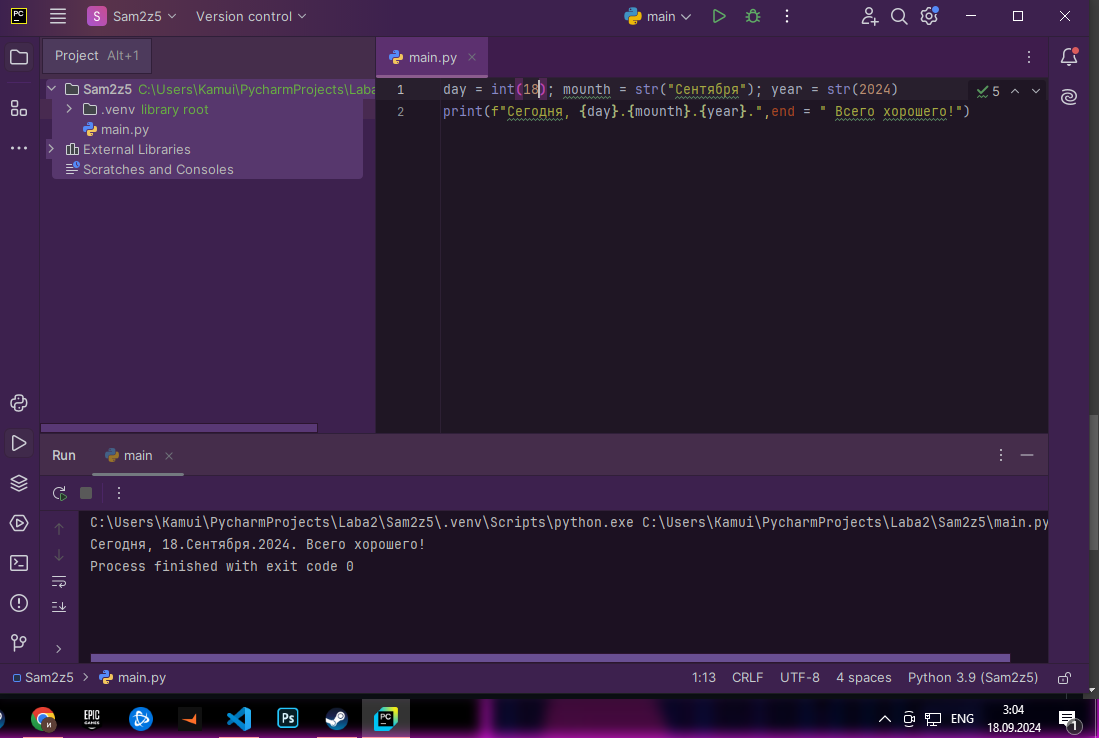 PC
S Sam2z5
Version control
main
Project Alt+1
main.py
Sam2z5 C:\Users\Kamui\PycharmProjects\Laba
.venv library root
main.py
External Libraries
Scratches and Consoles
1 day = int(18); mounth = str("Сентября"); year = str(2024)
5
2 print(f"Сегодня, {day}.{mounth}.{year}.",end = " Всего хорошего!")
Run main
C:\Users\Kamui\PycharmProjects\Laba2\Sam2z5\.venv\Scripts\python.exe C:\Users\Kamui\PycharmProjects\Laba2\Sam2z5\main.py
Сегодня, 18.Сентября.2024. Всего хорошего!
Process finished with exit code 0
Sam2z5 main.py
1:13 CRLF UTF-8 4 spaces Python 3.9 (Sam2z5)
EPIC GAMES
Ps
PC
ENG
3:04
18.09.2024
1